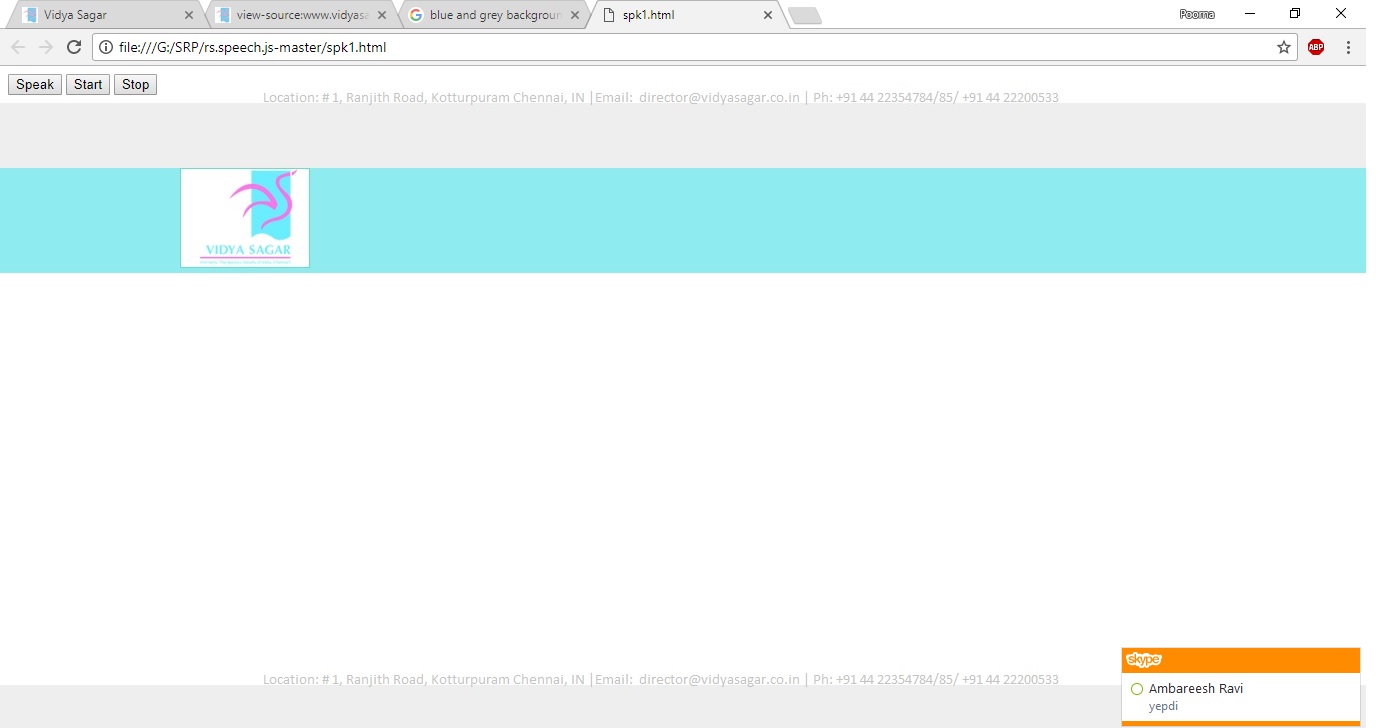 Vidya Sagar
view-source:www.vidyasa
blue and grey backgroun
spk1.html
Poorna
file:///G:/SRP/rs.speech.js-master/spk1.html
ABP
Speak Start Stop
Location: # 1, Ranjith Road, Kotturpuram Chennai, IN |Email: director@vidyasagar.co.in | Ph: +91 44 22354784/85/ +91 44 22200533
VIDYA SAGAR
Location: # 1, Ranjith Road, Kotturpuram Chennai, IN |Email: director@vidyasagar.co.in | Ph: +91 44 22354784/85/ +91 44 22200533
skype
Ambareesh Ravi
yepdi